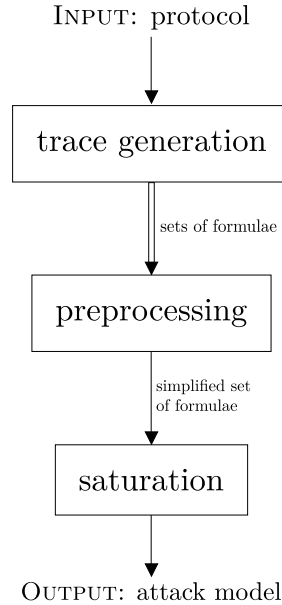 INPUT: protocol
trace generation
sets of formulae
preprocessing
simplified set
of formulae
saturation
OUTPUT: attack model